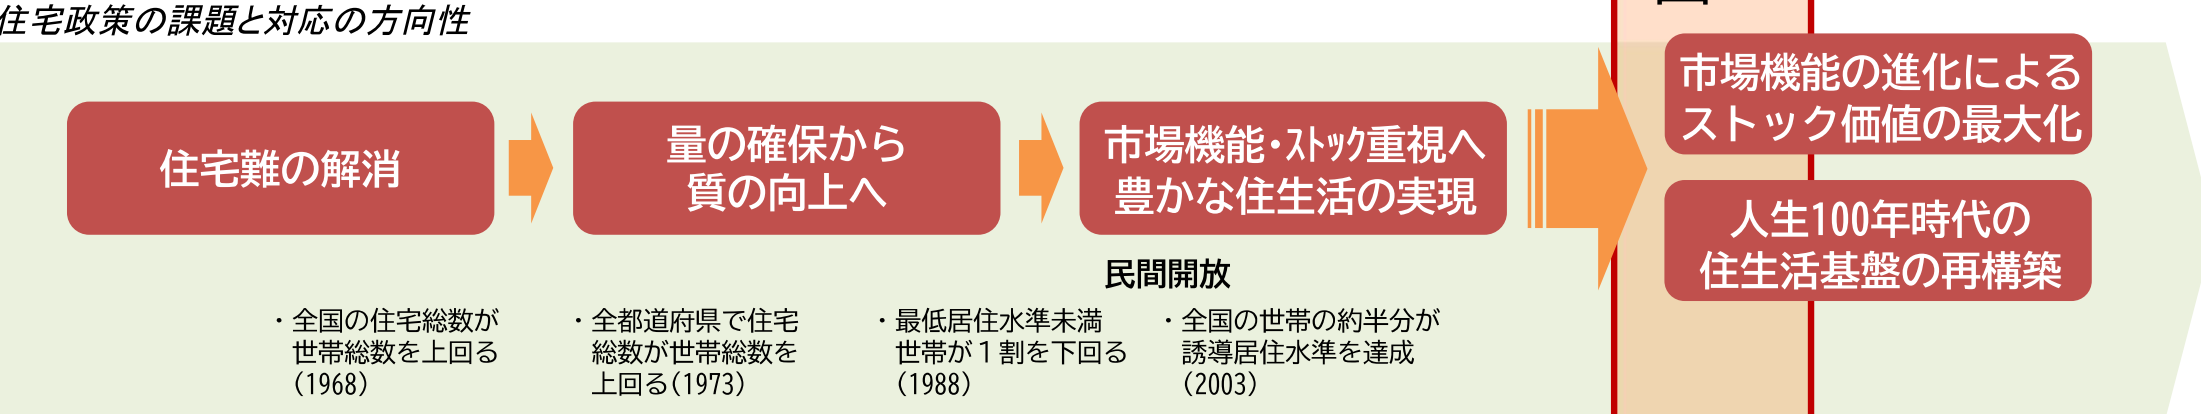 住宅政策の課題と対応の方向性
住宅難の解消
量の確保から
質の向上へ
市場機能・ｽﾄｯｸ重視へ
豊かな住生活の実現
市場機能の進化による
ストック価値の最大化
人生100年時代の
住生活基盤の再構築
民間開放
・全国の住宅総数が
世帯総数を上回る
(1968)
・全都道府県で住宅
総数が世帯総数を
上回る(1973)
・最低居住水準未満
世帯が１割を下回る
(1988)
・全国の世帯の約半分が
誘導居住水準を達成
(2003)